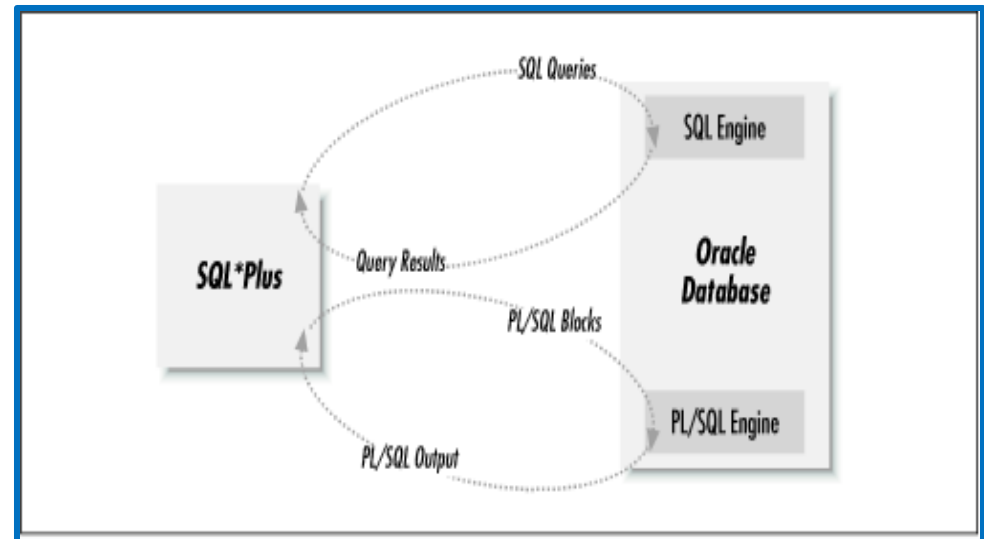 SQL Queries
SQL Engine
SQL*Plus
Query Results
Oracle
Database
PL/SQL Blocks
PL/SQL Engine
PL/SQL Output